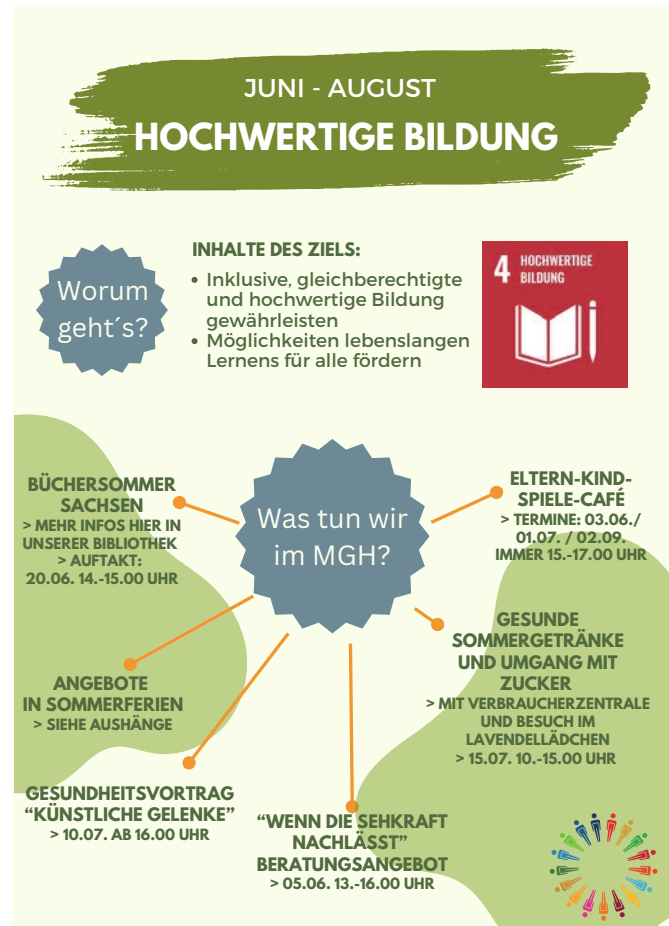 JUNI - AUGUST
HOCHWERTIGE BILDUNG
Worum
geht´s?
INHALTE DES ZIELS:
• Inklusive, gleichberechtigte
und hochwertige Bildung
gewährleisten
• Möglichkeiten lebenslangen
Lernens für alle fördern
4 HOCHWERTIGE
BILDUNG
Was tun wir
im MGH?
BÜCHERSOMMER
SACHSEN
> MEHR INFOS HIER IN
UNSERER BIBLIOTHEK
> AUFTAKT:
20.06. 14.-15.00 UHR
ELTERN-KIND-
SPIELE-CAFÉ
> TERMINE: 03.06./
01.07. / 02.09.
IMMER 15.-17.00 UHR
GESUNDE
SOMMERGETRÄNKE
UND UMGANG MIT
ZUCKER
> MIT VERBRAUCHERZENTRALE
UND BESUCH IM
LAVENDELLÄDCHEN
> 15.07. 10.-15.00 UHR
ANGEBOTE
IN SOMMERFERIEN
> SIEHE AUSHÄNGE
GESUNDHEITSVORTRAG
“KÜNSTLICHE GELENKE”
> 10.07. AB 16.00 UHR
“WENN DIE SEHKRAFT
NACHLÄSST”
BERATUNGSANGEBOT
> 05.06. 13.-16.00 UHR